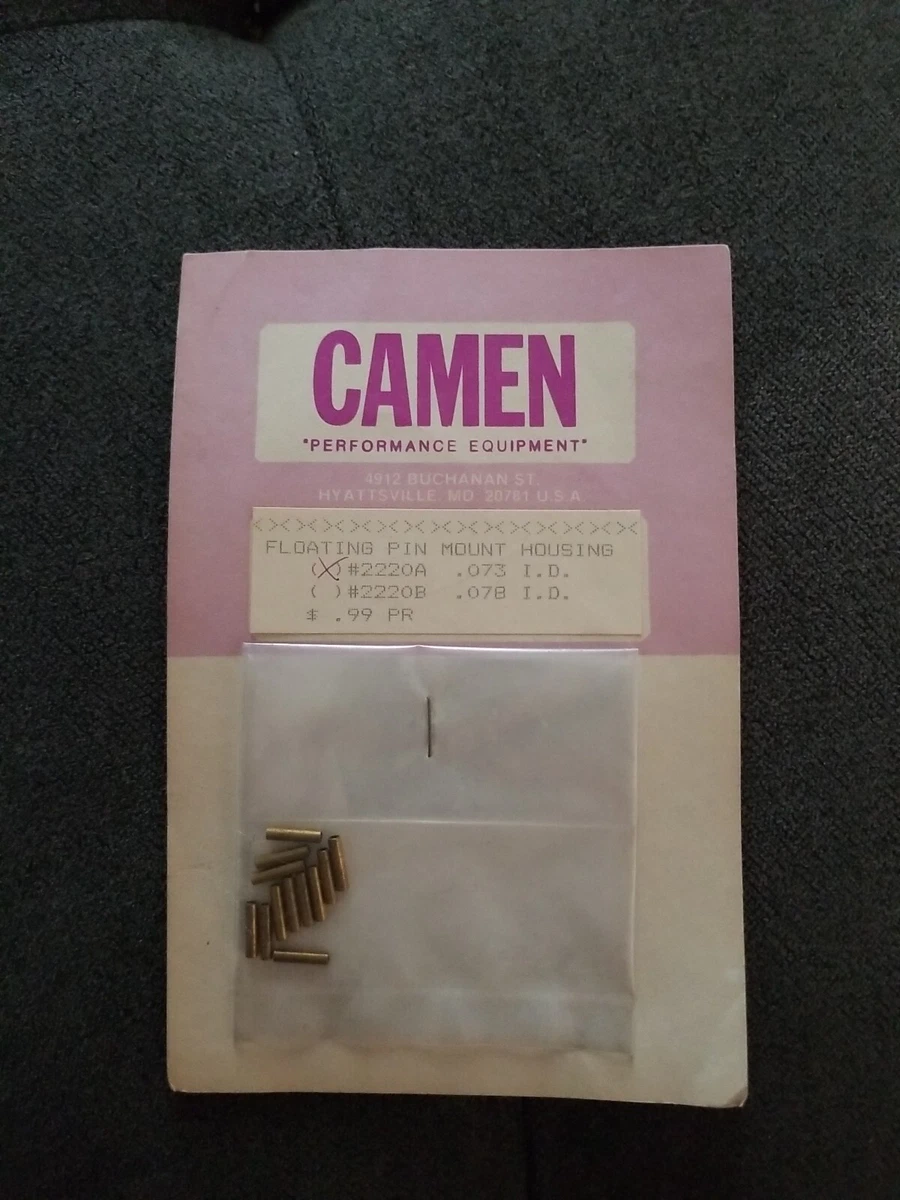 CAMEN
"PERFORMANCE EQUIPMENT"
4912 BUCHANAN ST.
HYATTSVILLE, MD. 20781 U.S.A.
<><><><><><><><><><><><><><><><><>
FLOATING PIN MOUNT HOUSING
(X) #2220A .073 I.D.
( ) #2220B .078 I.D.
$ .99 PR